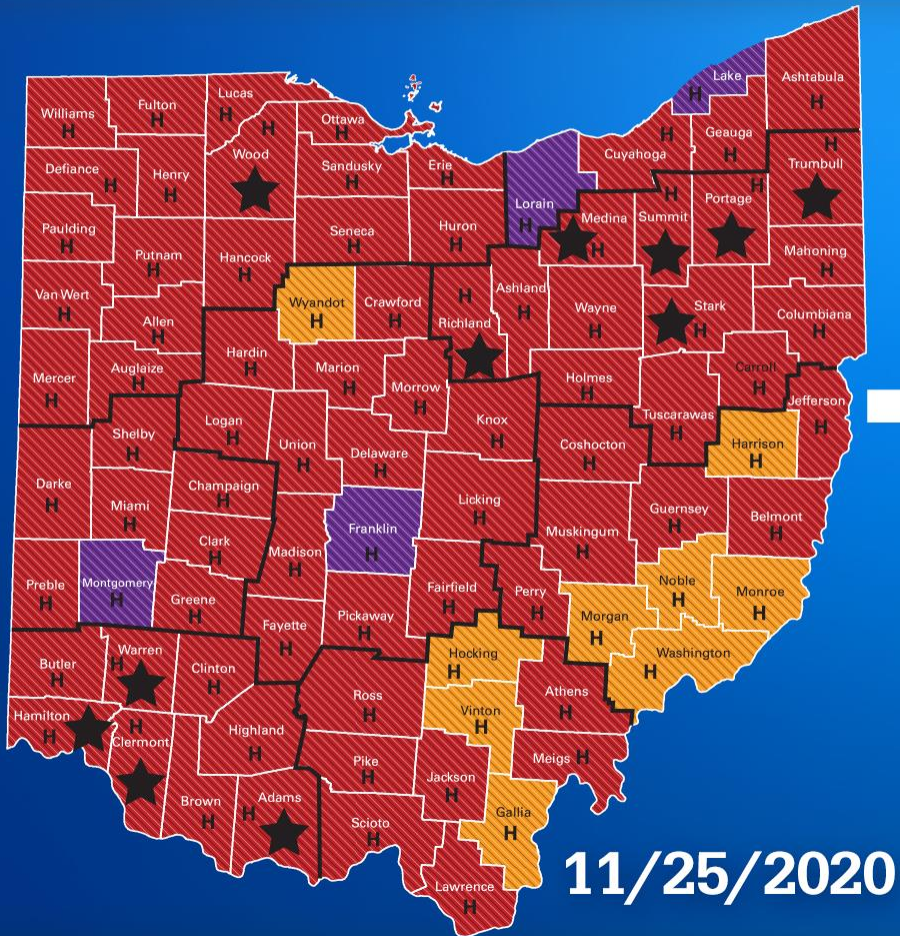 Williams
H
Fulton
H
Lucas
H
H
Ottawa
H
Lake
H
Ashtabula
H
Defiance
H
Henry
H
Wood
Sandusky
H
Erie
H
Cuyahoga
H
Geauga
H
Trumbull
H
Lorain
H
Medina
H
Summit
H
Portage
H
Paulding
H
Putnam
H
Hancock
H
Seneca
H
Huron
H
Mahoning
H
Van Wert
H
Allen
H
Wyandot
H
Crawford
H
Richland
H
Ashland
H
Wayne
H
Stark
H
Columbiana
H
Mercer
H
Auglaize
H
Hardin
H
Marion
H
Morrow
H
Holmes
H
Tuscarawas
H
Carroll
H
Jefferson
H
Shelby
H
Logan
H
Union
H
Delaware
H
Knox
H
Coshocton
H
Harrison
H
Darke
H
Miami
H
Champaign
H
Clark
H
Madison
H
Franklin
H
Licking
H
Muskingum
H
Guernsey
H
Belmont
H
Preble
H
Montgomery
H
Greene
H
Fayette
H
Pickaway
H
Fairfield
H
Perry
H
Morgan
H
Noble
H
Monroe
H
Butler
H
Warren
H
Clinton
H
Ross
H
Hocking
H
Athens
H
Washington
H
Hamilton
H
Clermont
H
Highland
H
Pike
H
Vinton
H
Meigs
H
Brown
H
Adams
H
Scioto
H
Jackson
H
Gallia
H
Lawrence
H
11/25/2020